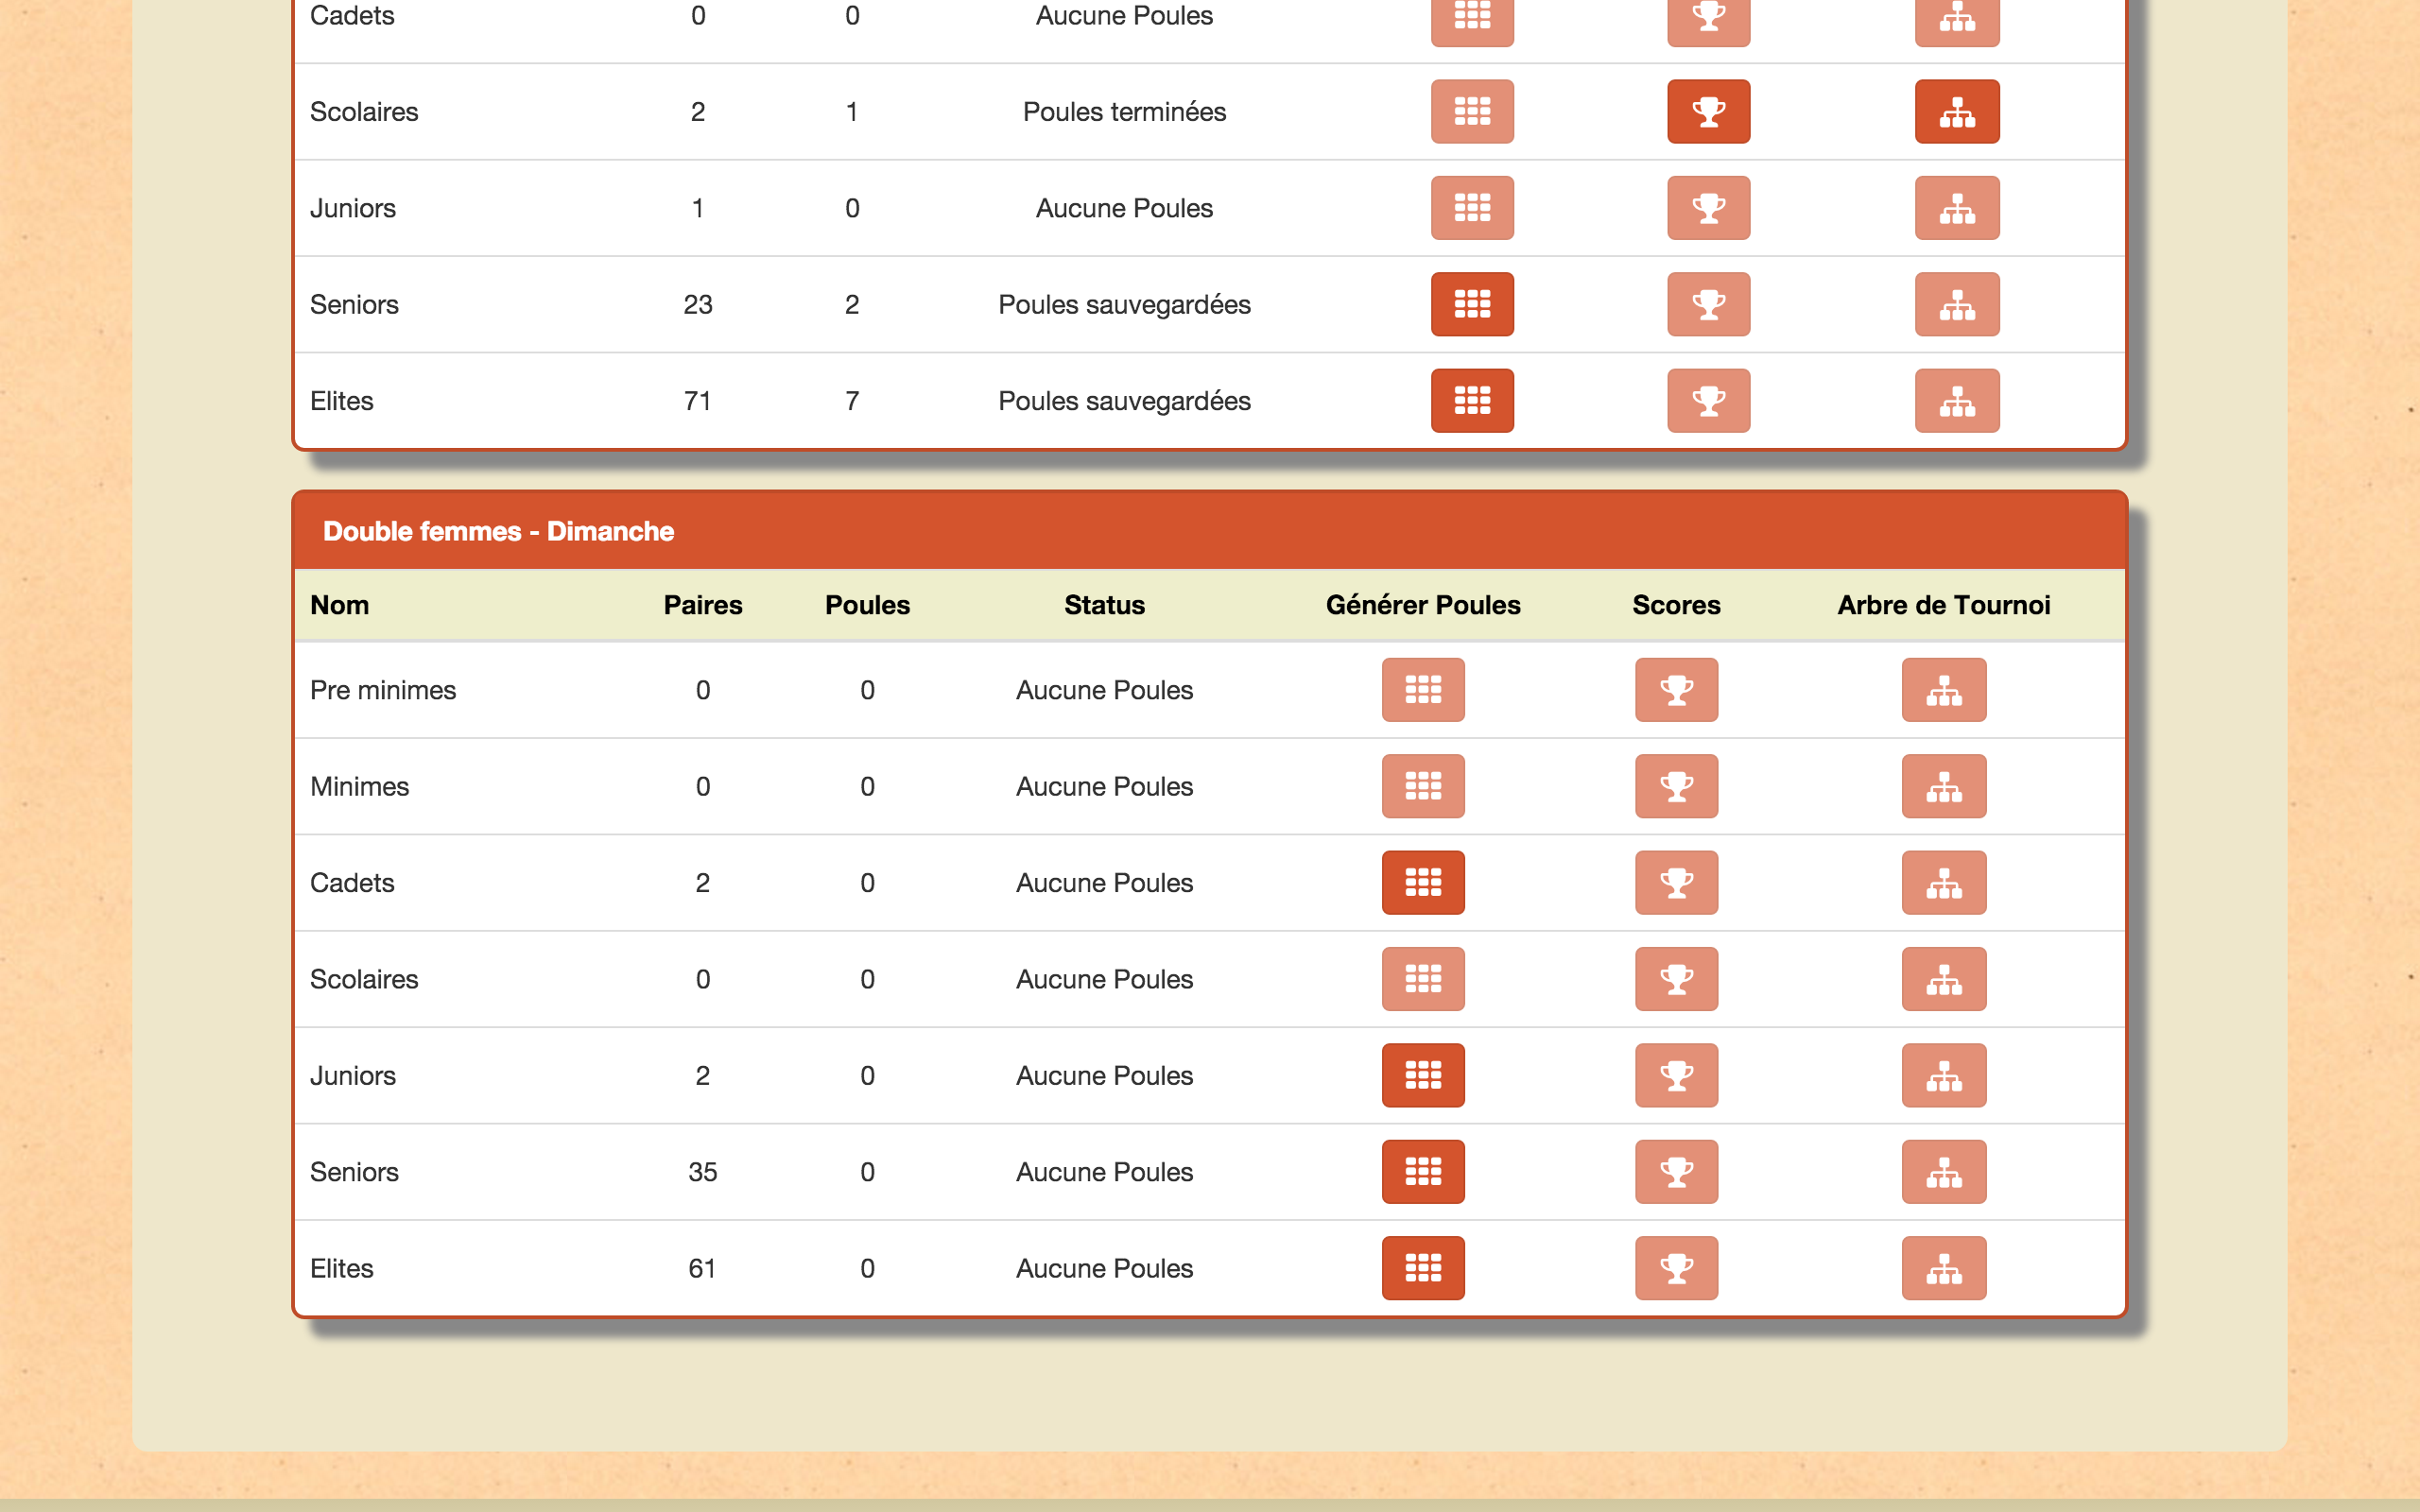 Cadets 0 0 Aucune Poules
Scolaires 2 1 Poules terminées
Juniors 1 0 Aucune Poules
Seniors 23 2 Poules sauvegardées
Elites 71 7 Poules sauvegardées
Double femmes - Dimanche
Nom Paires Poules Status Générer Poules Scores Arbre de Tournoi
Pre minimes 0 0 Aucune Poules
Minimes 0 0 Aucune Poules
Cadets 2 0 Aucune Poules
Scolaires 0 0 Aucune Poules
Juniors 2 0 Aucune Poules
Seniors 35 0 Aucune Poules
Elites 61 0 Aucune Poules